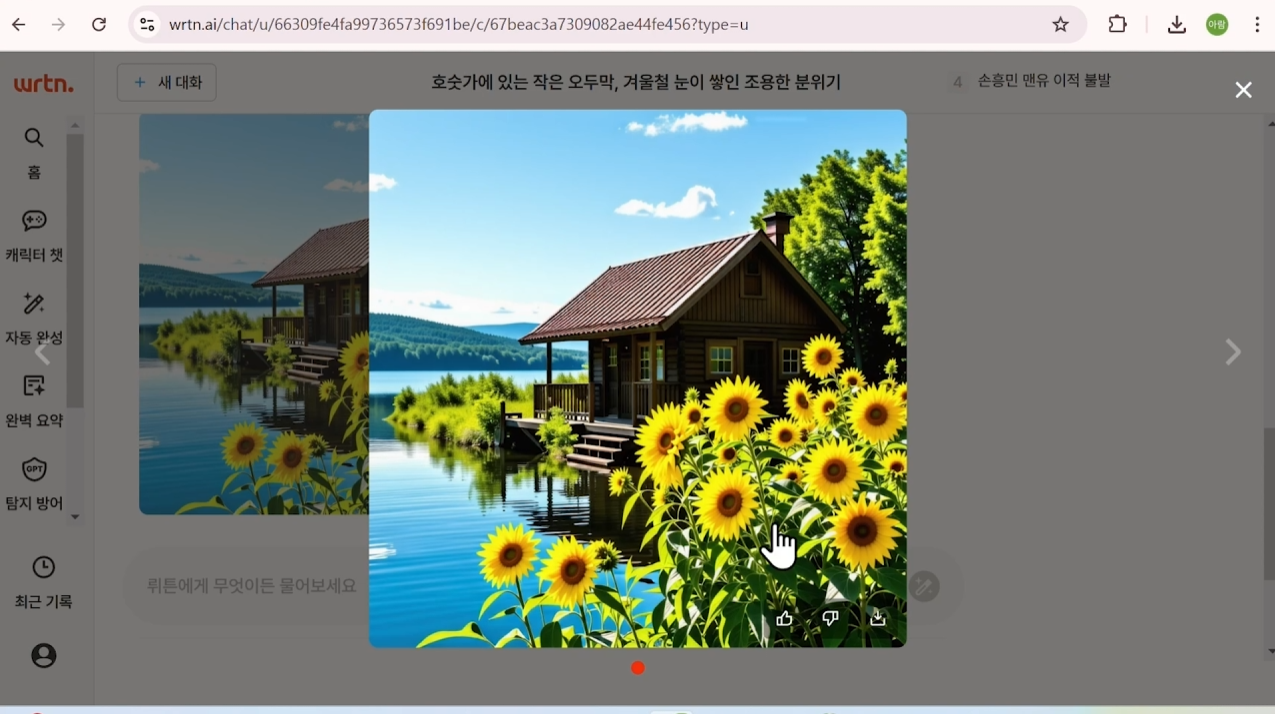 wrtn.ai/chat/u/66309fe4fa99736573f691be/c/67beac3a7309082ae44fe456?type=u
아람
wrtn.
+ 새 대화
호숫가에 있는 작은 오두막, 겨울철 눈이 쌓인 조용한 분위기
4 손흥민 맨유 이적 불발
홈
캐릭터 챗
자동 완성
완벽 요약
GPT
탐지 방어
뤼튼에게 무엇이든 물어보세요
최근 기록